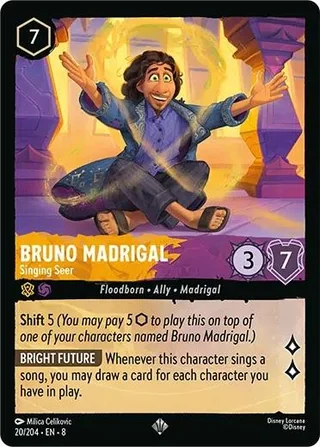 7
BRUNO MADRIGAL
Singing Seer
3
7
Floodborn • Ally • Madrigal
Shift 5 (You may pay 5 to play this on top
of one of your characters named Bruno Madrigal.)
BRIGHT FUTURE Whenever this character sings
a song, you may draw a card for each character you
have in play.
Milica Celikovic
20/204 • EN • 8
Disney Lorcana
©Disney